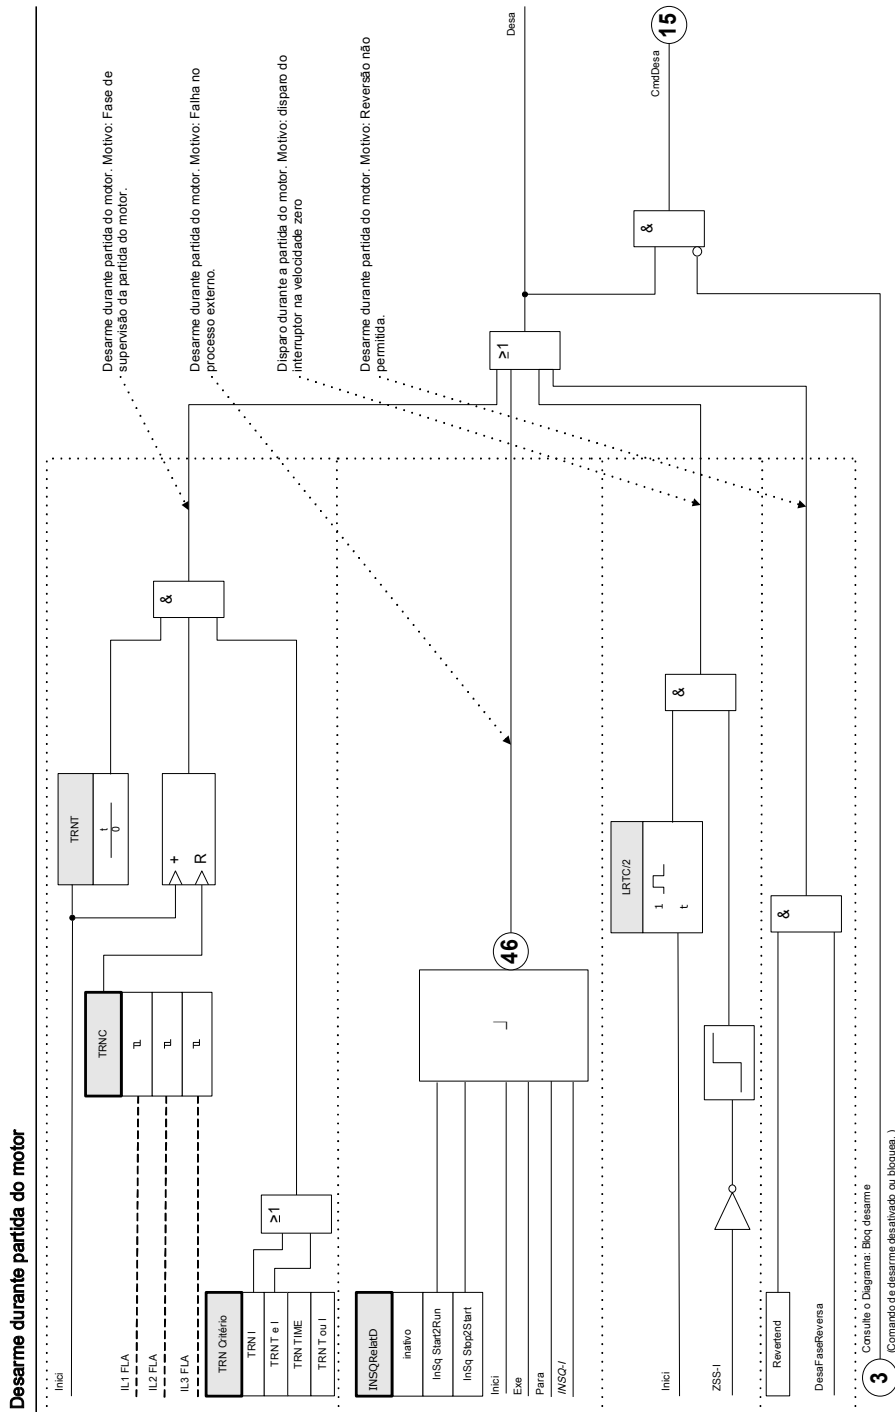 Desarme durante partida do motor
Inici
IL1 FLA
IL2 FLA
IL3 FLA
TRNC
TRNT
t
0
+
R
&
TRN Critério
TRN I
TRN T e I
TRN TIME
TRN T ou I
≥1
Desarme durante partida do motor. Motivo: Fase de
supervisão da partida do motor.
INSQRelatD
inativo
InSq Start2Run
InSq Stop2Start
Inici
Exe
Para
INSQ-I
46
Desarme durante partida do motor. Motivo: Falha no
processo externo.
Inici
LRTC/2
1
t
&
ZSS-I
Disparo durante a partida do motor. Motivo: disparo do
interruptor na velocidade zero
Revertend
DesaFaseReversa
&
Desarme durante partida do motor. Motivo: Reversão não
permitida.
≥1
Desa
&
CmdDesa
15
3
Consulte o Diagrama: Bloq desarme
(Comando de desarme desativado ou bloquea. )